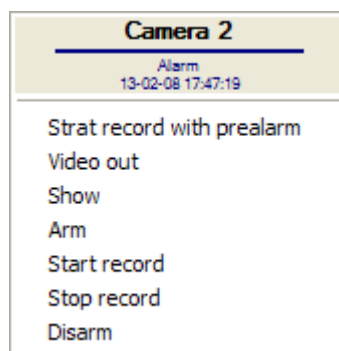 Camera 2
Alarm
13-02-08 17:47:19
Strat record with prealarm
Video out
Show
Arm
Start record
Stop record
Disarm